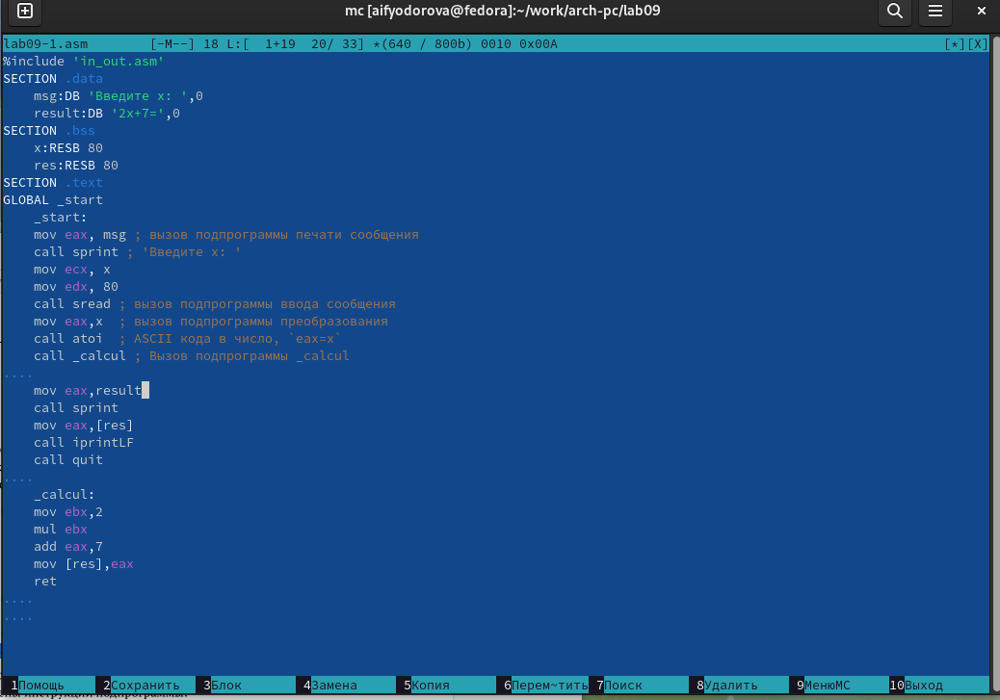 mc [aifyodorova@fedora]:~/work/arch-pc/lab09
lab09-1.asm        [-M--] 18 L:[  1+19  20/ 33] *(640 / 800b) 0010 0x00A        [*][X]
%include 'in_out.asm'
SECTION .data
    msg:DB 'Введите x: ',0
    result:DB '2x+7=',0
SECTION .bss
    x:RESB 80
    res:RESB 80
SECTION .text
GLOBAL _start
    _start:
    mov eax, msg ; вызов подпрограммы печати сообщения
    call sprint ; 'Введите x: '
    mov ecx, x
    mov edx, 80
    call sread ; вызов подпрограммы ввода сообщения
    mov eax,x  ; вызов подпрограммы преобразования
    call atoi  ; ASCII кода в число, `eax=x`
    call _calcul ; Вызов подпрограммы _calcul
....
    mov eax,result
    call sprint
    mov eax,[res]
    call iprintLF
    call quit
....
    _calcul:
    mov ebx,2
    mul ebx
    add eax,7
    mov [res],eax
    ret
....
....
1Помощь 2Сохранить 3Блок 4Замена 5Копия 6Перем~тить 7Поиск 8Удалить 9МенюMC 10Выход